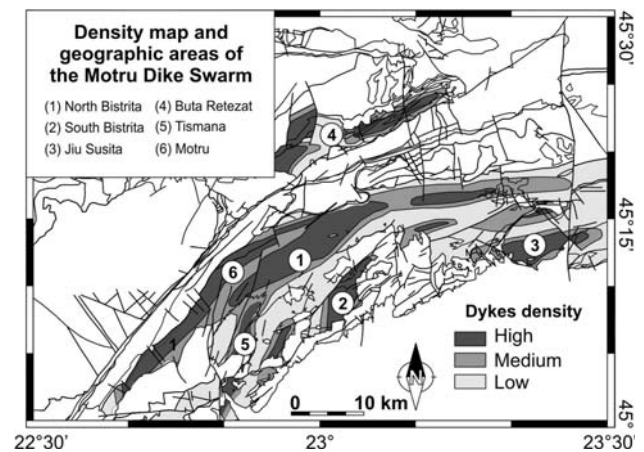 Density map and
geographic areas of
the Motru Dike Swarm
(1) North Bistrita (4) Buta Retezat
(2) South Bistrita (5) Tismana
(3) Jiu Susita (6) Motru
45°30'
4
45°15'
1
3
6
2
5
1
Dykes density
High
Medium
Low
N
0 10 km
45°
22°30' 23° 23°30'